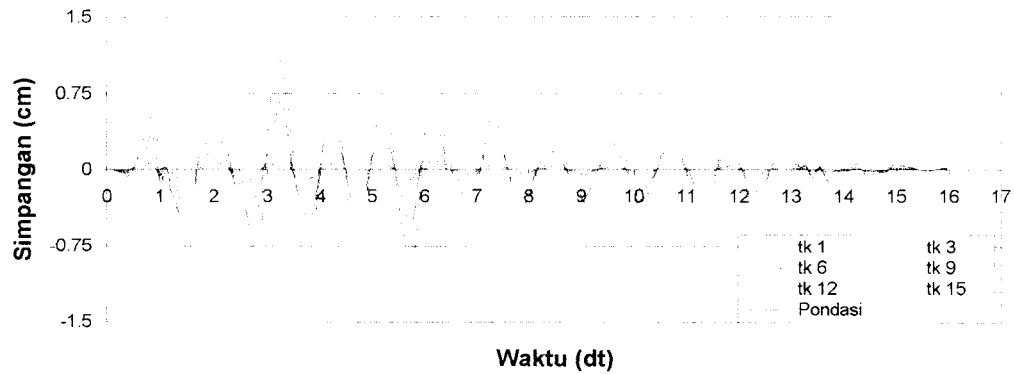 1.5
Simpangan (cm)
0.75
0
0 1 2 3 4 5 6 7 8 9 10 11 12 13 14 15 16 17
-0.75
tk 1 tk 3
tk 6 tk 9
tk 12 tk 15
Pondasi
-1.5
Waktu (dt)